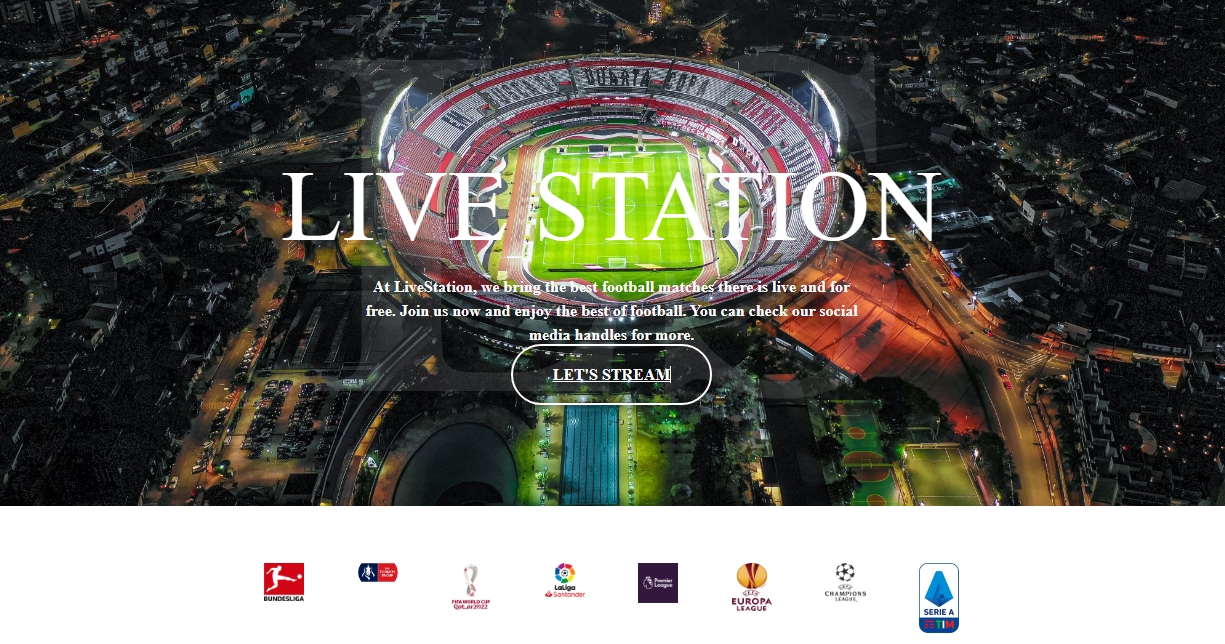 LIVE STATION
At LiveStation, we bring the best football matches there is live and for
free. Join us now and enjoy the best of football. You can check our social
media handles for more.
LET'S STREAM
BUNDESLIGA
FIFA WORLD CUP
Qatar2022
LaLiga
Santander
Premier
League
UEFA
EUROPA
LEAGUE
UEFA
CHAMPIONS
LEAGUE
SERIE A
TIM